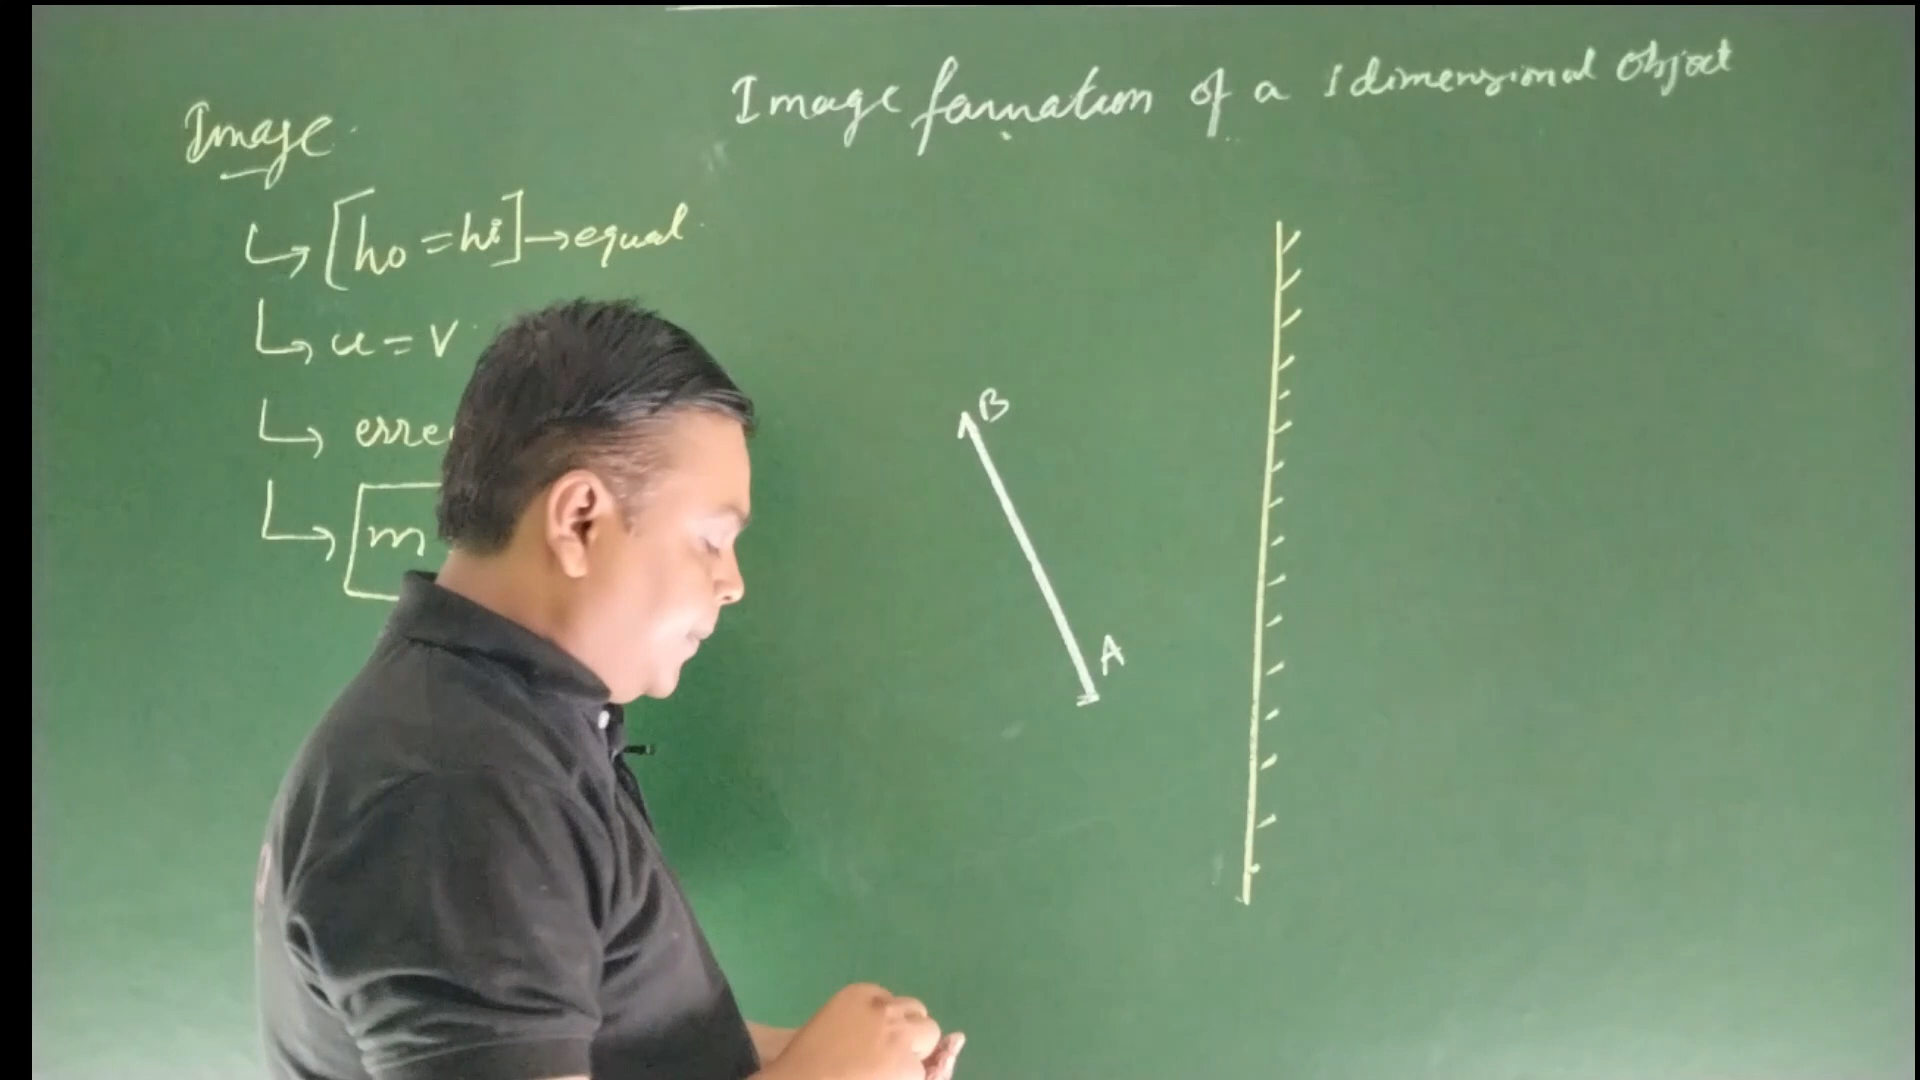 Image formation of a 1 dimensional object
Image
↳ [ho = hi] → equal
↳ u = v
↳ erre
↳ [m
B
A